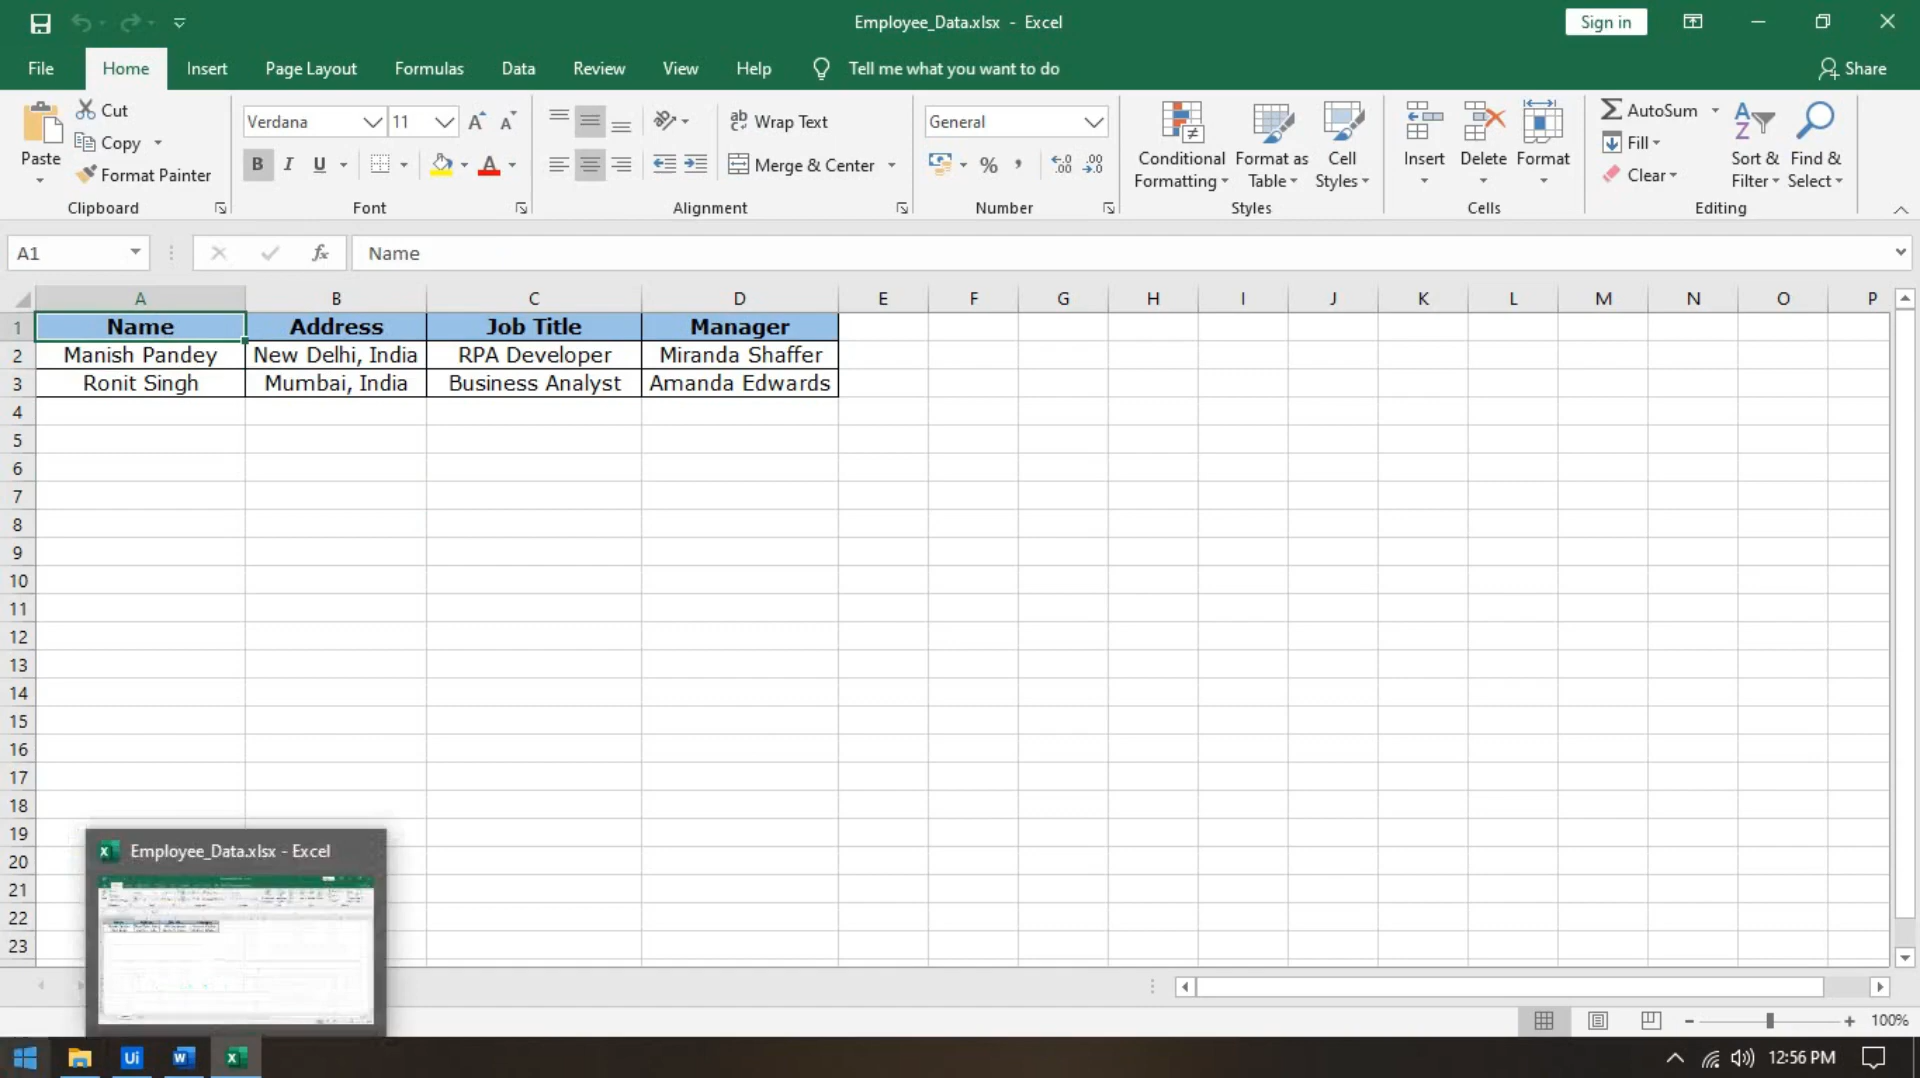 Employee_Data.xlsx - Excel
Sign in
File Home Insert Page Layout Formulas Data Review View Help Tell me what you want to do Share
Paste
Cut
Copy
Format Painter
Clipboard
Verdana 11
B I U
Font
Wrap Text
Merge & Center
Alignment
General
%
Number
Conditional Formatting
Format as Table
Cell Styles
Styles
Insert
Delete
Format
Cells
AutoSum
Fill
Clear
Sort & Filter
Find & Select
Editing
A1 fx Name
A B C D E F G H I J K L M N O P
1 Name Address Job Title Manager
2 Manish Pandey New Delhi, India RPA Developer Miranda Shaffer
3 Ronit Singh Mumbai, India Business Analyst Amanda Edwards
4
5
6
7
8
9
10
11
12
13
14
15
16
17
18
19
20
21
22
23
Employee_Data.xlsx - Excel
100%
Ui W X 12:56 PM